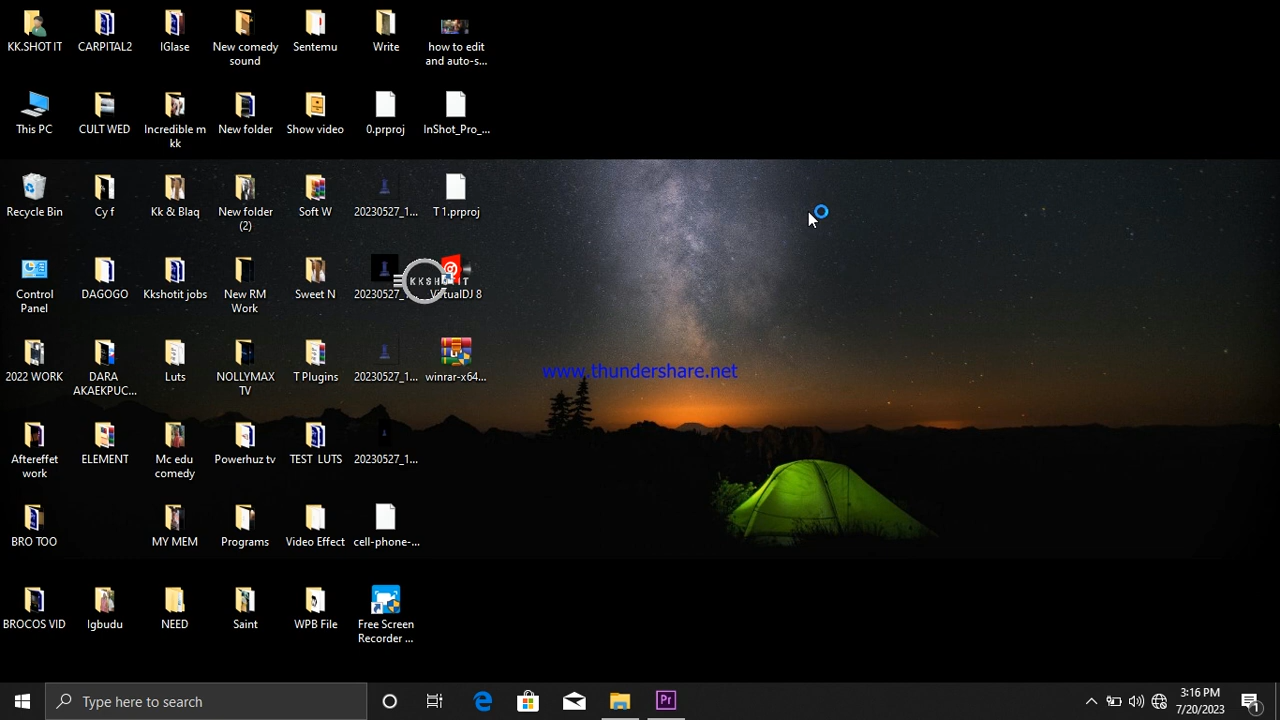 KK.SHOT IT
CARPITAL2
IGlase
New comedy
sound
Sentemu
Write
how to edit
and auto-s...
This PC
CULT WED
Incredible m
kk
New folder
Show video
0.prproj
InShot_Pro_...
Recycle Bin
Cy f
Kk & Blaq
New folder
(2)
Soft W
20230527_1...
T 1.prproj
Control
Panel
DAGOGO
Kkshotit jobs
New RM
Work
Sweet N
20230527_
KKSH IT
VirtualDJ 8
2022 WORK
DARA
AKAEKPUC...
Luts
NOLLYMAX
TV
T Plugins
20230527_1...
winrar-x64...
www.thundershare.net
Aftereffet
work
ELEMENT
Mc edu
comedy
Powerhuz tv
TEST LUTS
20230527_1...
BRO TOO
MY MEM
Programs
Video Effect
cell-phone-...
BROCOS VID
Igbudu
NEED
Saint
WPB File
Free Screen
Recorder ...
Type here to search
Pr
3:16 PM
7/20/2023
1